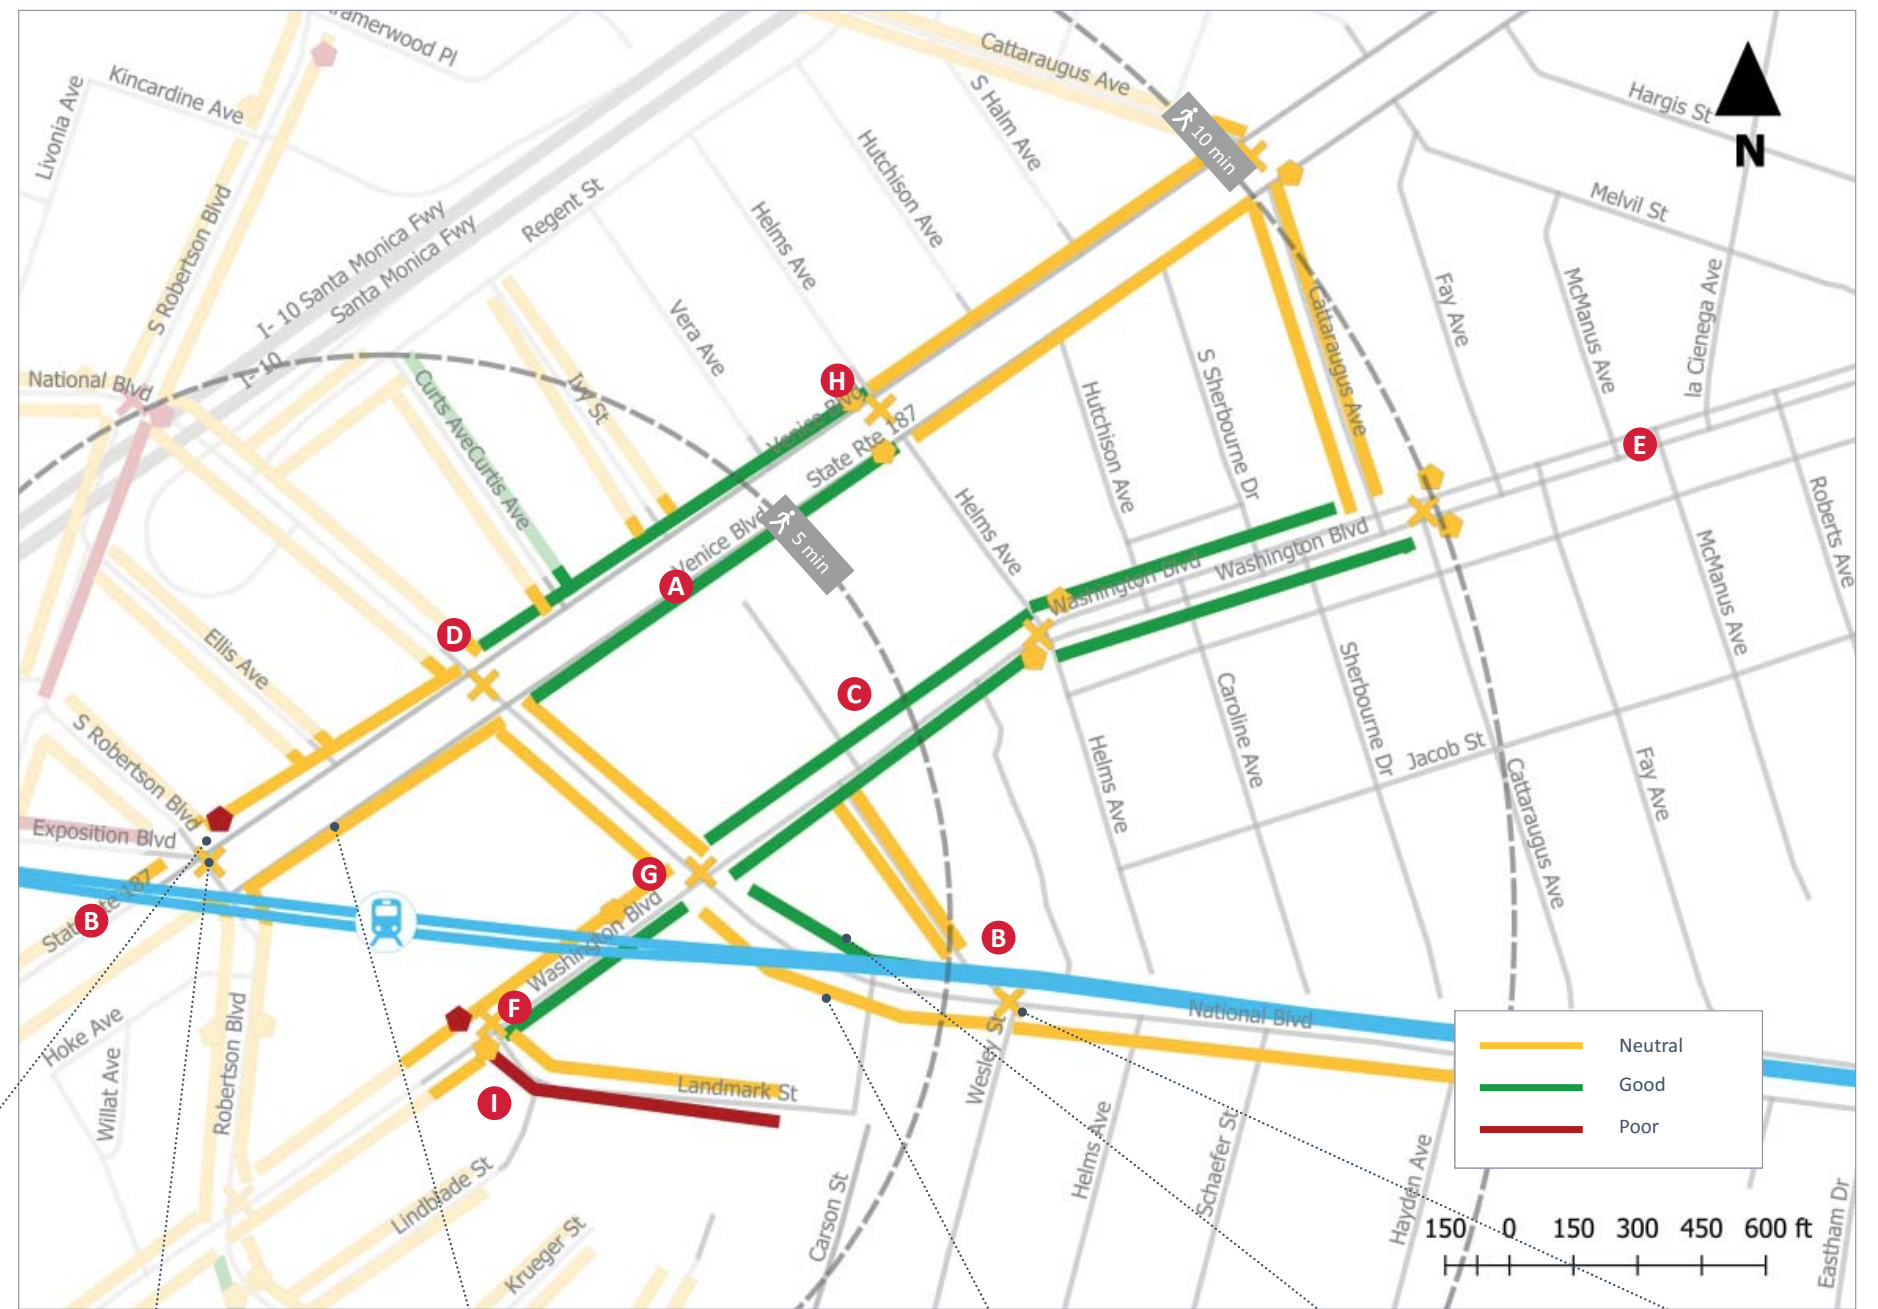 Kincardine Ave
Livonia Ave
Cattaraugus Ave
S Halm Ave
Hutchison Ave
Helms Ave
Vera Ave
Regent St
S Robertson Blvd
I- 10 Santa Monica Fwy
Santa Monica Fwy
I- 10
National Blvd
10 min
Hargis St
N
Melvil St
la Cienega Ave
Fay Ave
McManus Ave
Cattaraugus Ave
S Sherbourne Dr
Hutchison Ave
Curts Ave
Curtis Ave
Ivy St
H
Venice Blvd
State Rte 187
E
Roberts Ave
McManus Ave
Venice Blvd
5 min
A
Helms Ave
Washington Blvd
Washington Blvd
D
Ellis Ave
C
Caroline Ave
Sherbourne Dr
Jacob St
Fay Ave
Cattaraugus Ave
Helms Ave
S Robertson Blvd
Exposition Blvd
G
B
Washington Blvd
B
F
National Blvd
Hoke Ave
Willat Ave
Robertson Blvd
Landmark St
I
Wesley St
Helms Ave
Schaefer St
Hayden Ave
Carson St
Lindblade St
Krueger St
Eastham Dr
Neutral
Good
Poor
150 0 150 300 450 600 ft